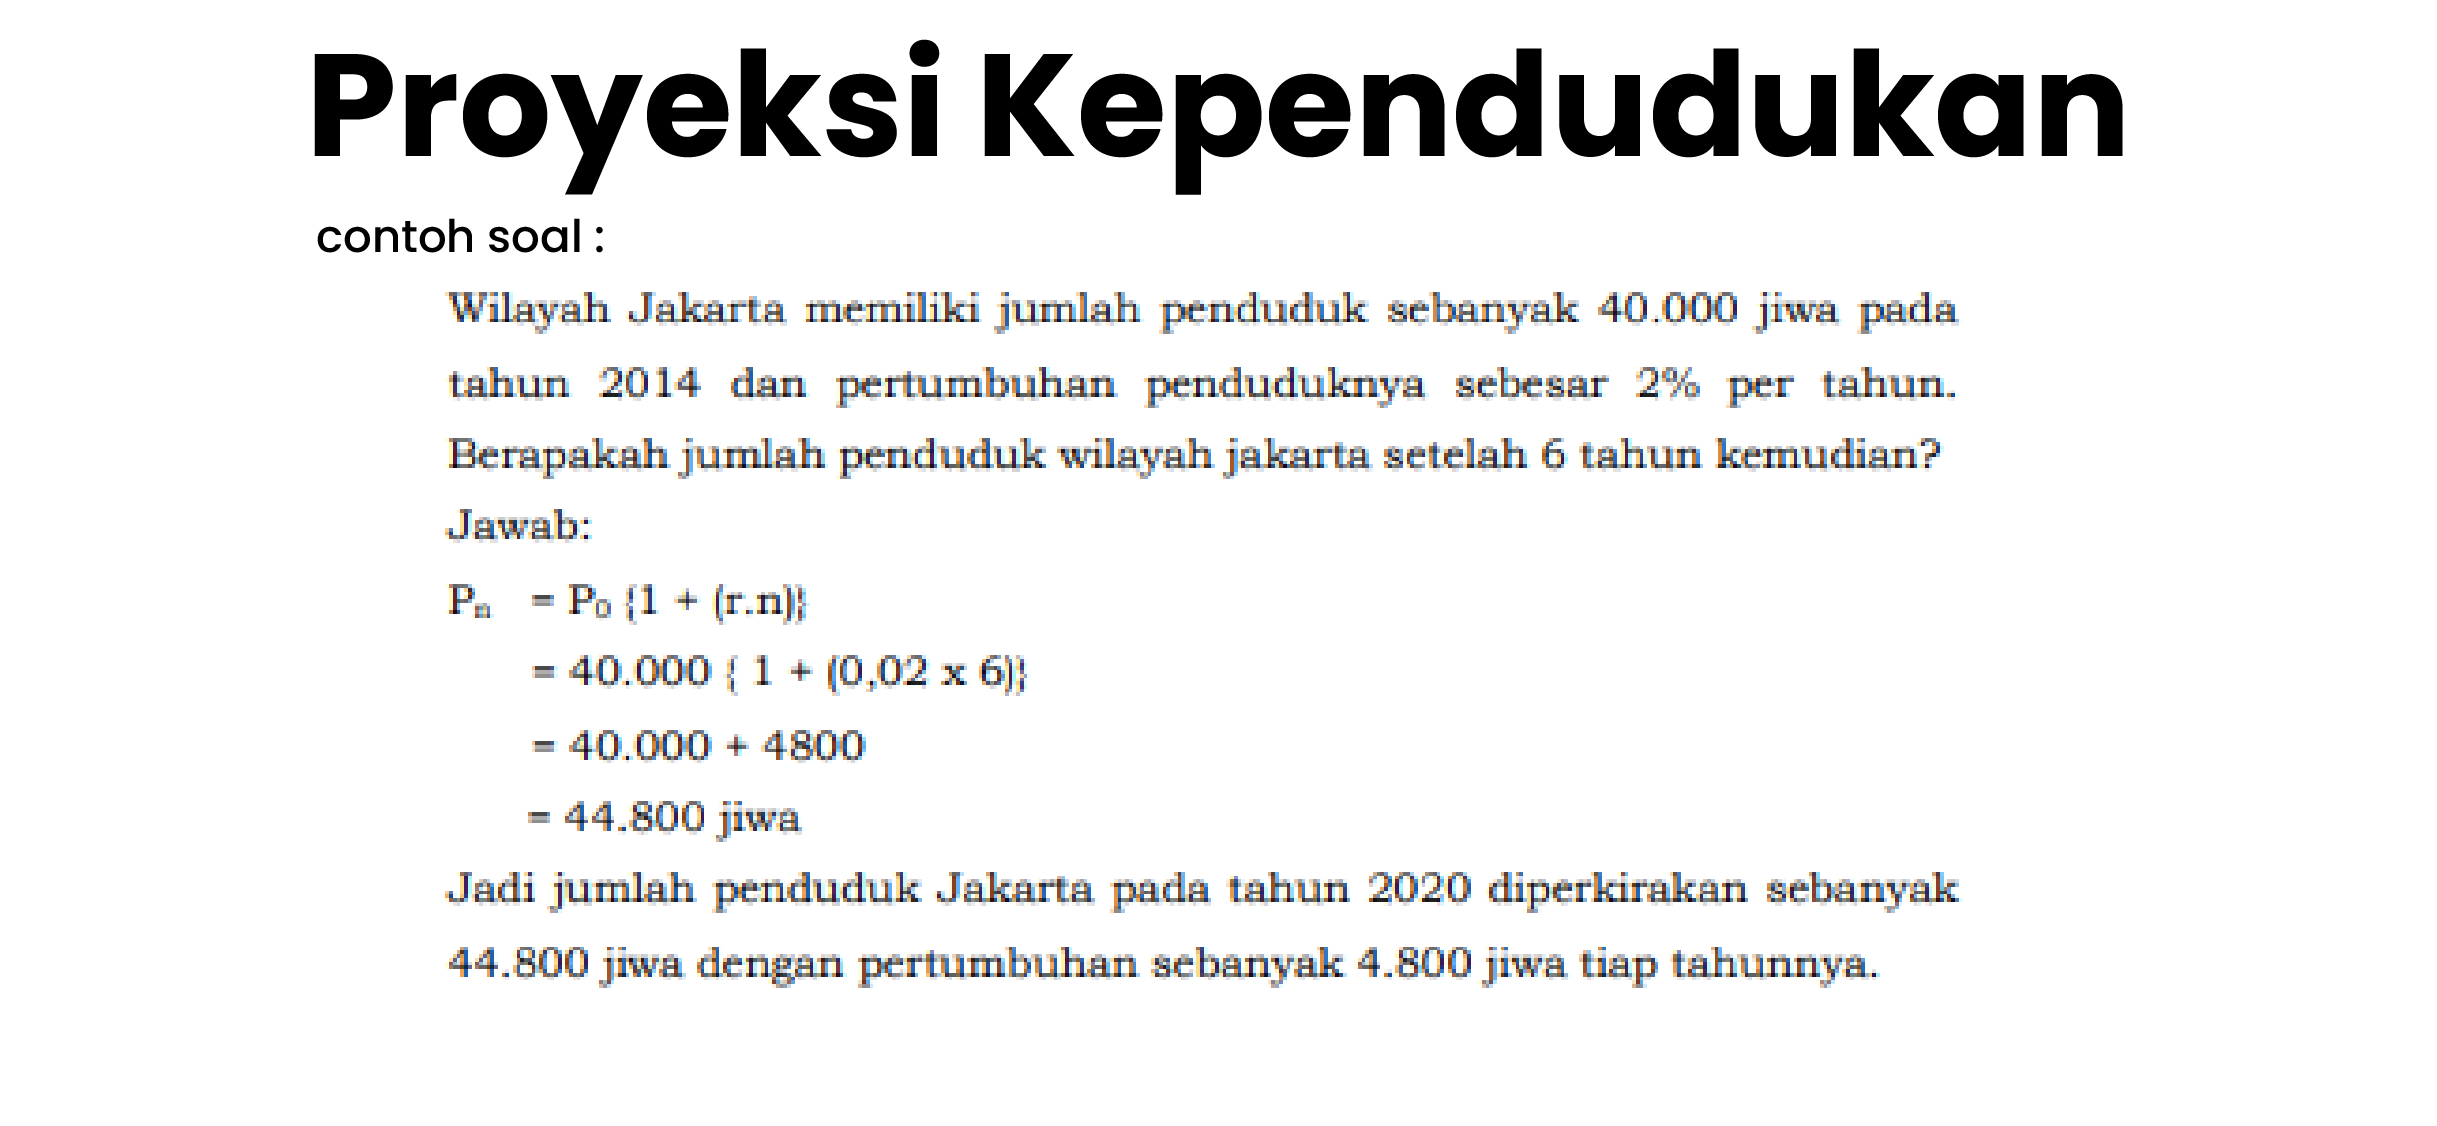 Proyeksi Kependudukan
contoh soal :
Wilayah Jakarta memiliki jumlah penduduk sebanyak 40.000 jiwa pada
tahun 2014 dan pertumbuhan penduduknya sebesar 2% per tahun.
Berapakah jumlah penduduk wilayah jakarta setelah 6 tahun kemudian?
Jawab:
Pₙ = P₀ {1 + (r.n)}
= 40.000 { 1 + (0,02 x 6)}
= 40.000 + 4800
= 44.800 jiwa
Jadi jumlah penduduk Jakarta pada tahun 2020 diperkirakan sebanyak
44.800 jiwa dengan pertumbuhan sebanyak 4.800 jiwa tiap tahunnya.